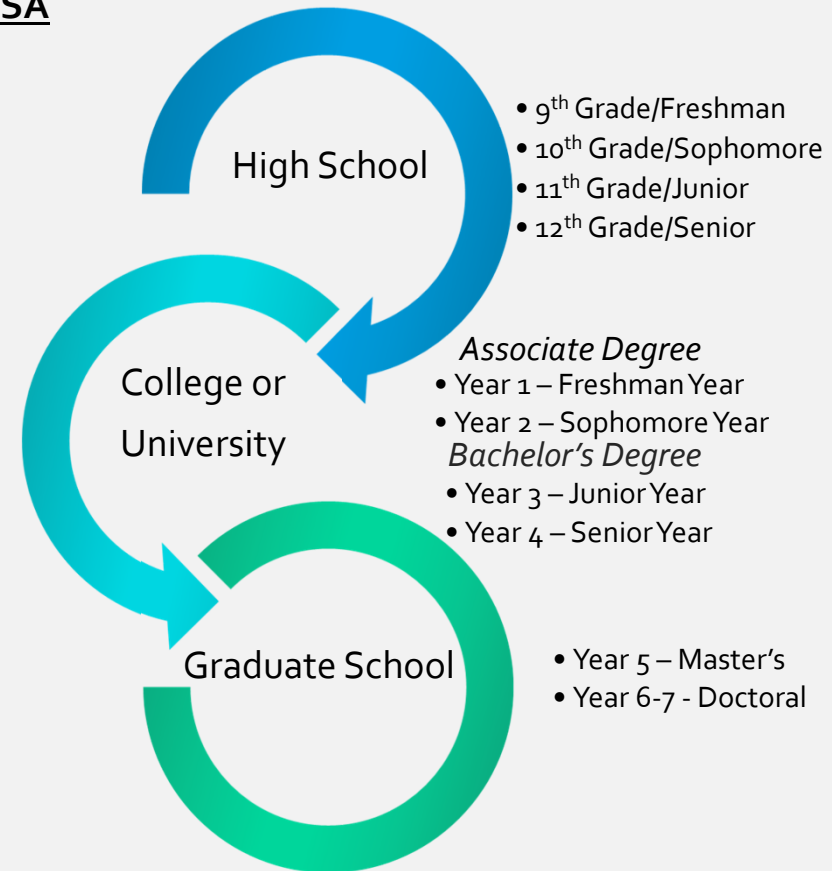 SA
High School
• 9th Grade/Freshman
• 10th Grade/Sophomore
• 11th Grade/Junior
• 12th Grade/Senior
College or
University
Associate Degree
• Year 1 – Freshman Year
• Year 2 – Sophomore Year
Bachelor's Degree
• Year 3 – Junior Year
• Year 4 – Senior Year
Graduate School
• Year 5 – Master's
• Year 6-7 - Doctoral